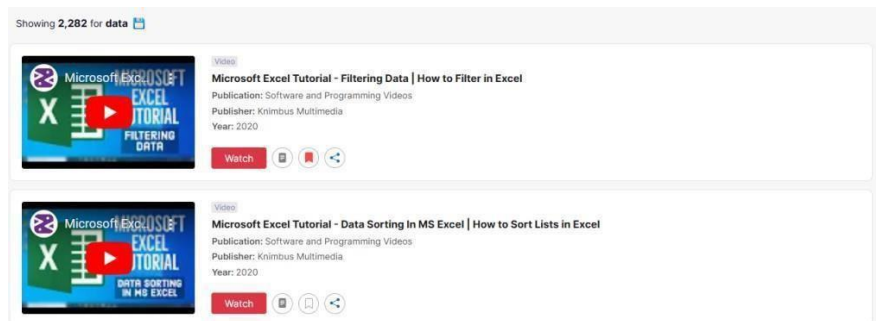 Showing 2,282 for data
Video
Microsoft Exc...
MICROSOFT
EXCEL
TUTORIAL
FILTERING
DATA
X
Microsoft Excel Tutorial - Filtering Data | How to Filter in Excel
Publication: Software and Programming Videos
Publisher: Knimbus Multimedia
Year: 2020
Watch
Video
Microsoft Exc...
MICROSOFT
EXCEL
TUTORIAL
DATA SORTING
IN MS EXCEL
X
Microsoft Excel Tutorial - Data Sorting In MS Excel | How to Sort Lists in Excel
Publication: Software and Programming Videos
Publisher: Knimbus Multimedia
Year: 2020
Watch